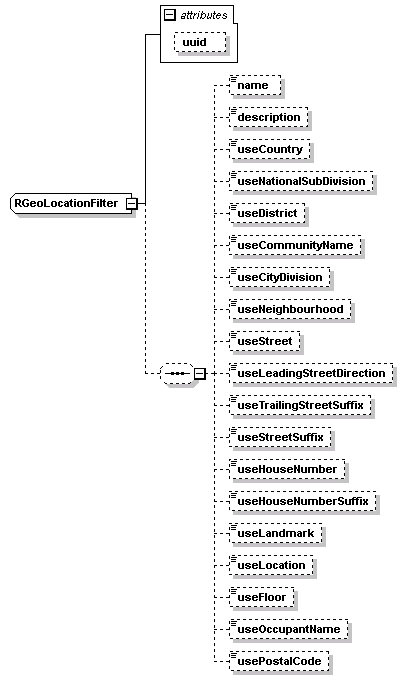 attributes
uuid
name
description
useCountry
useNationalSubDivision
useDistrict
RGeoLocationFilter
useCommunityName
useCityDivision
useNeighbourhood
useStreet
useLeadingStreetDirection
useTrailingStreetSuffix
useStreetSuffix
useHouseNumber
useHouseNumberSuffix
useLandmark
useLocation
useFloor
useOccupantName
usePostalCode